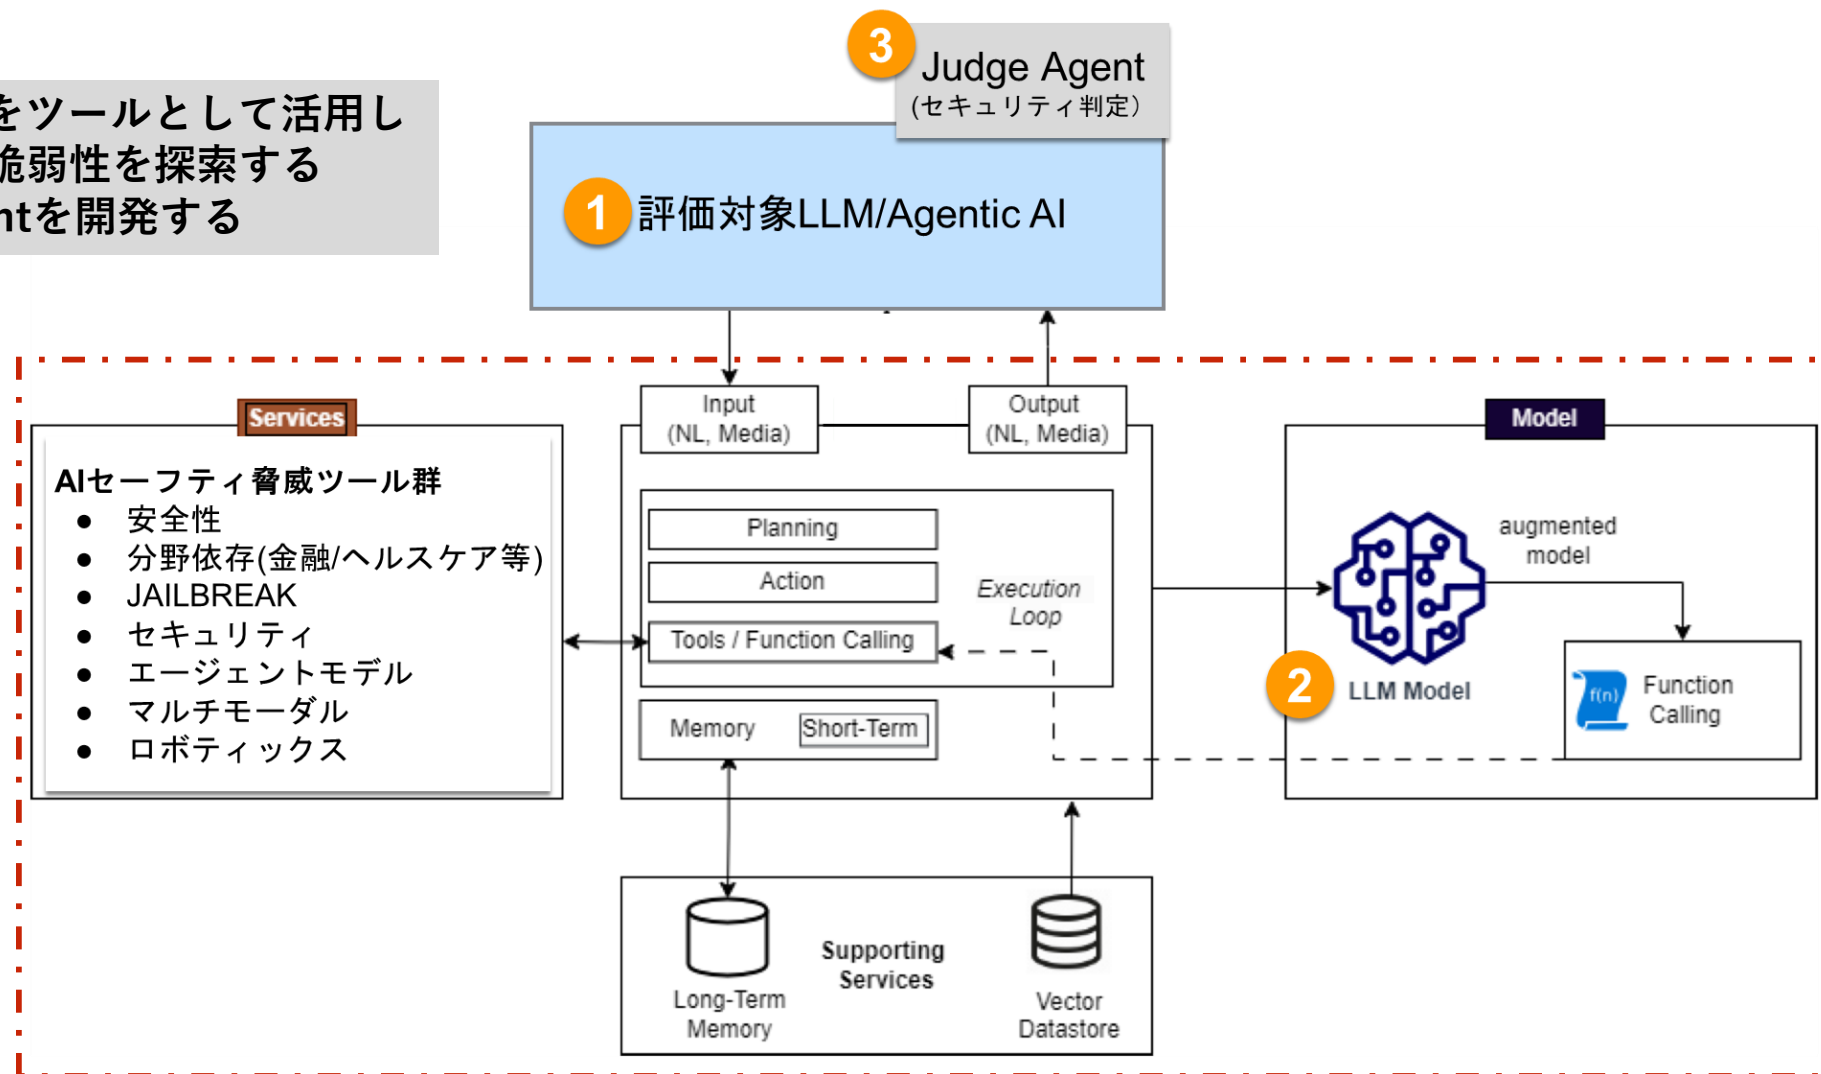 3
Judge Agent
(セキュリティ判定)
をツールとして活用し
脆弱性を探索する
ntを開発する
1
評価対象LLM/Agentic AI
Input
(NL, Media)
Output
(NL, Media)
Services
AIセーフティ脅威ツール群
● 安全性
● 分野依存(金融/ヘルスケア等)
● JAILBREAK
● セキュリティ
● エージェントモデル
● マルチモーダル
● ロボティックス
Planning
Action
Tools / Function Calling
Execution
Loop
Memory
Short-Term
Model
augmented
model
2
LLM Model
f(n)
Function
Calling
Supporting
Services
Long-Term
Memory
Vector
Datastore